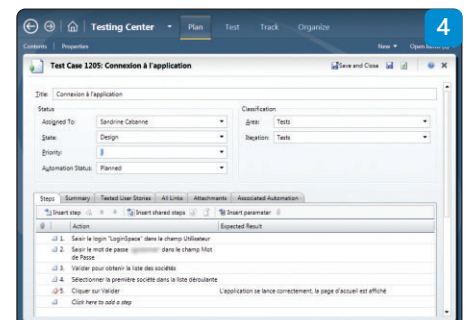 4
Testing Center Plan Test Track Organize
Contents Properties New Open Items
Test Case 1205: Connexion à l'application Save and Close
Title: Connexion à l'application
Status Classification
Assigned To: Sandrine Cabanne Area: Tests
State: Design Iteration: Tests
Priority:
Automation Status: Planned
Steps Summary Tested User Stories All Links Attachments Associated Automation
Insert step Insert shared steps Insert parameter
Action Expected Result
1. Saisir le login "LoginSpace" dans le champ Utilisateur
2. Saisir le mot de passe dans le champ Mot
de Passe
3. Valider pour obtenir la liste des sociétés
4. Sélectionner la première société dans la liste déroulante
5. Cliquer sur Valider L'application se lance correctement, la page d'accueil est affiché
Click here to add a step